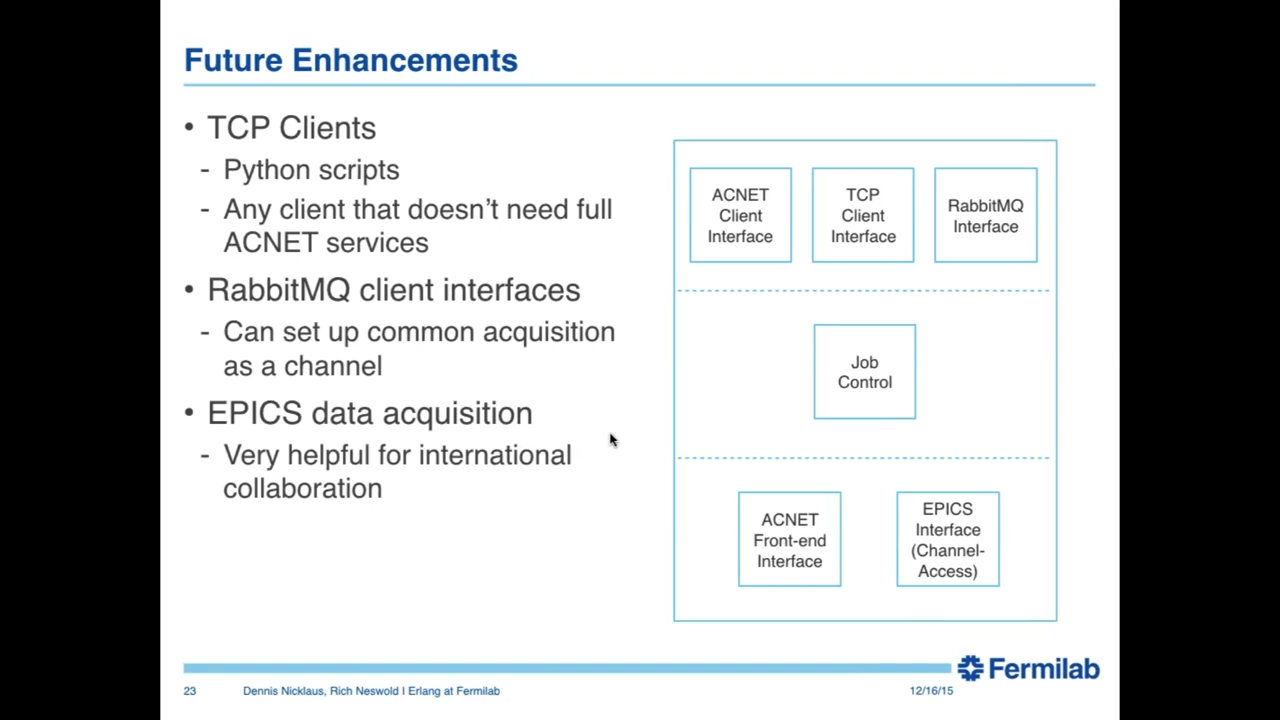 Future Enhancements
• TCP Clients
- Python scripts
- Any client that doesn't need full
ACNET services
• RabbitMQ client interfaces
- Can set up common acquisition
as a channel
• EPICS data acquisition
- Very helpful for international
collaboration
ACNET
Client
Interface
TCP
Client
Interface
RabbitMQ
Interface
Job
Control
ACNET
Front-end
Interface
EPICS
Interface
(Channel-
Access)
Fermilab
23
Dennis Nicklaus, Rich Neswold I Erlang at Fermilab
12/16/15